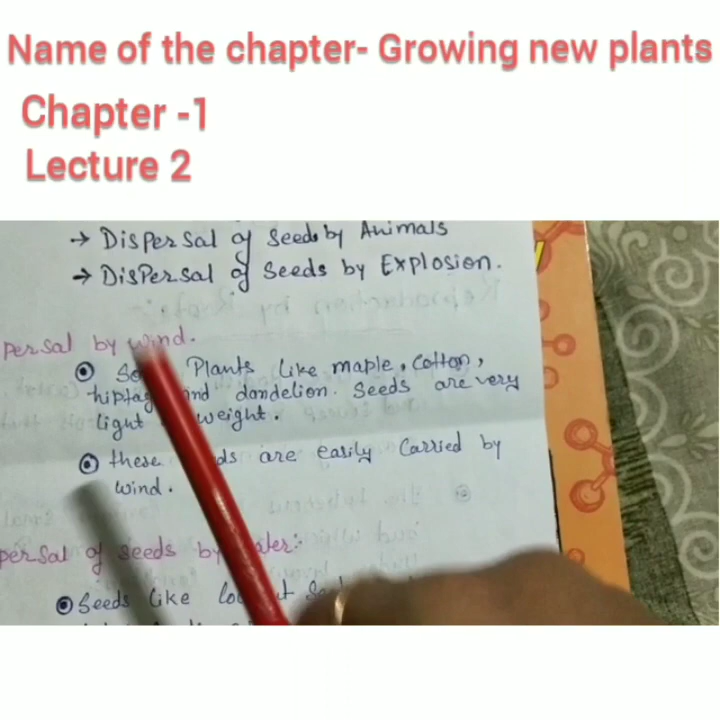 Name of the chapter- Growing new plants
Chapter -1
Lecture 2
→ Dispersal of Seeds by Animals
→ Dispersal of Seeds by Explosion.
persal by wind.
Plants like maple, Cotton,
and dandelion. Seeds are very
light weight.
these are easily Carried by
wind.
persal of seeds by
Seeds like